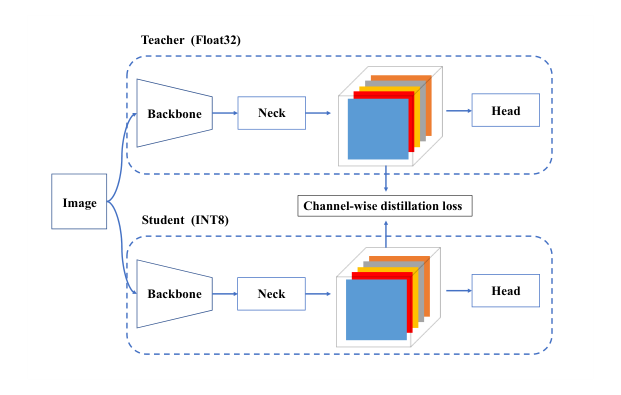 Teacher (Float32)
Backbone
Neck
Head
Image
Channel-wise distillation loss
Student (INT8)
Backbone
Neck
Head